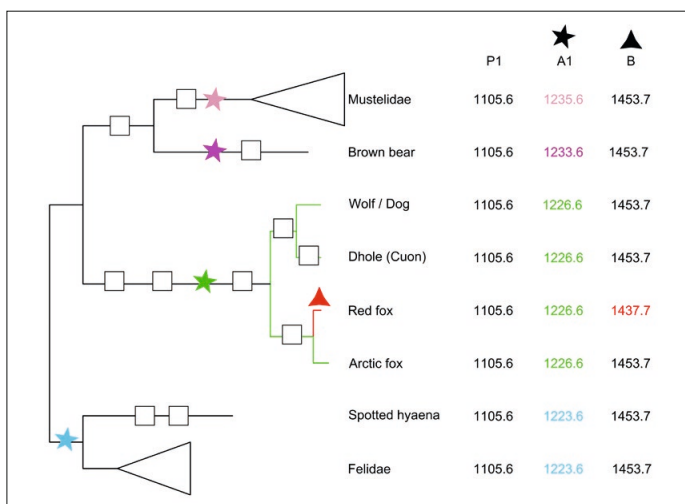 P1 A1 B
Mustelidae 1105.6 1235.6 1453.7
Brown bear 1105.6 1233.6 1453.7
Wolf / Dog 1105.6 1226.6 1453.7
Dhole (Cuon) 1105.6 1226.6 1453.7
Red fox 1105.6 1226.6 1437.7
Arctic fox 1105.6 1226.6 1453.7
Spotted hyaena 1105.6 1223.6 1453.7
Felidae 1105.6 1223.6 1453.7